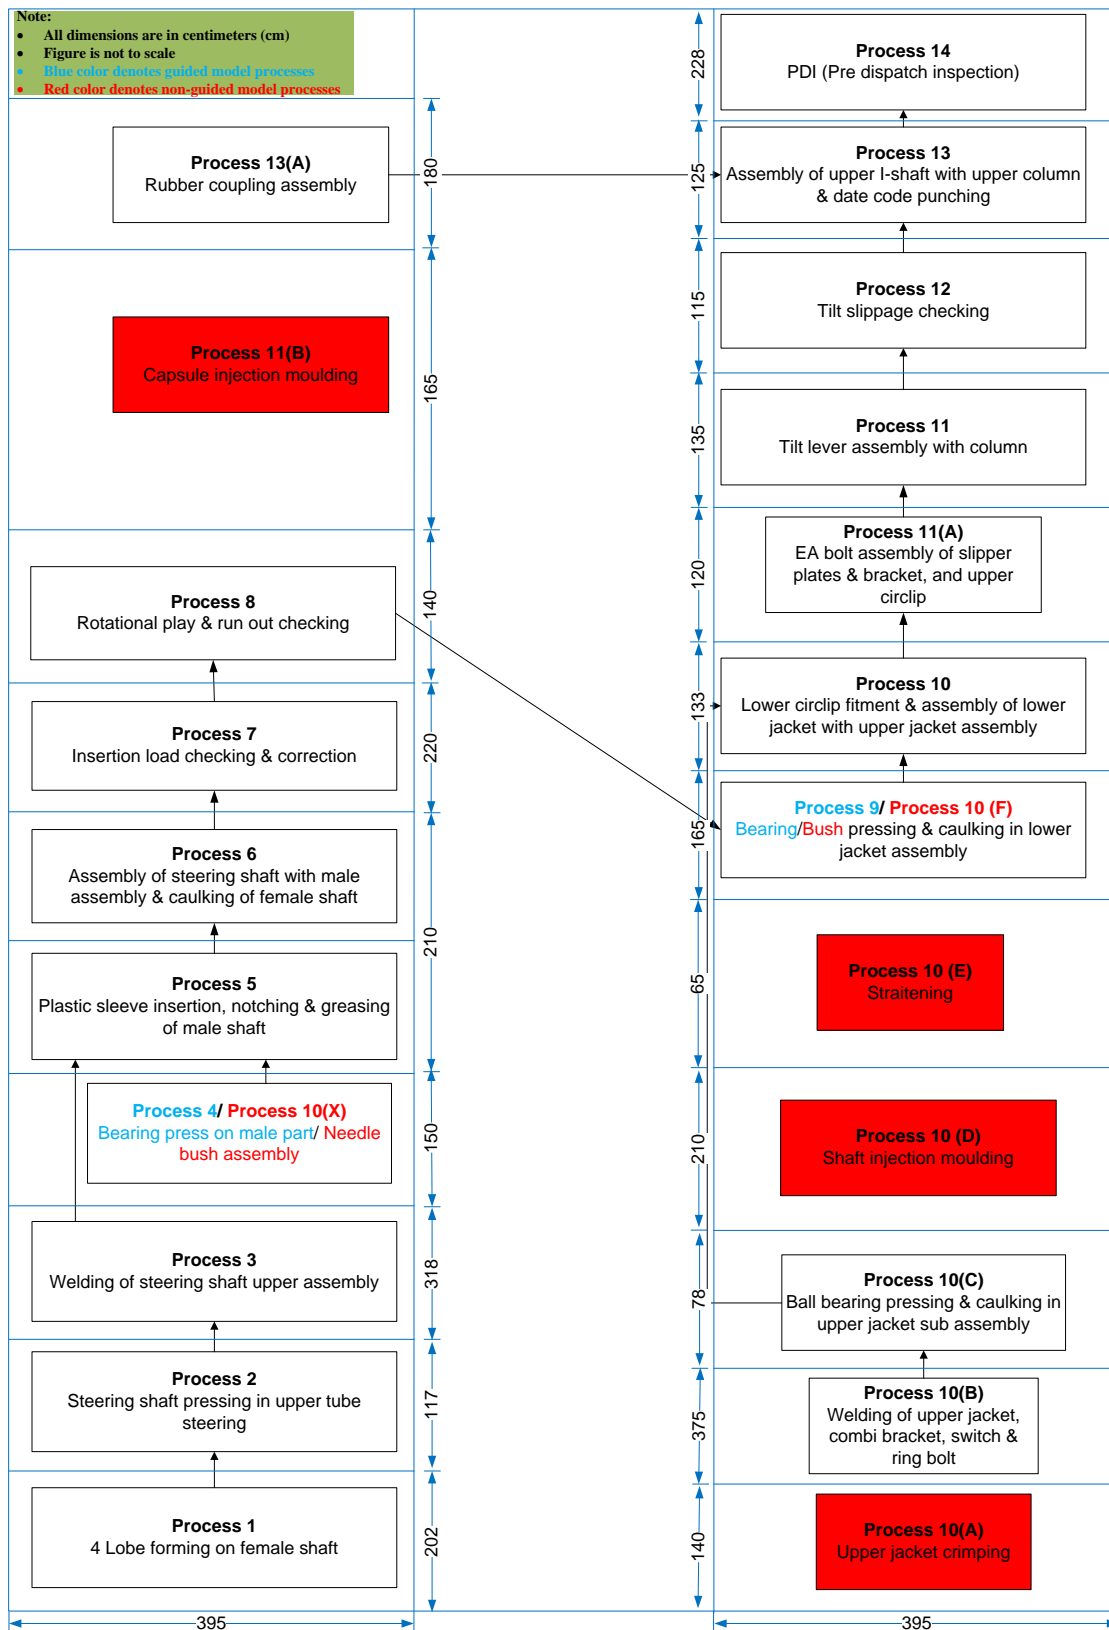 Note:
• All dimensions are in centimeters (cm)
• Figure is not to scale
• Blue color denotes guided model processes
• Red color denotes non-guided model processes
Process 13(A)
Rubber coupling assembly
180
Process 11(B)
Capsule injection moulding
165
Process 8
Rotational play & run out checking
140
Process 7
Insertion load checking & correction
220
Process 6
Assembly of steering shaft with male
assembly & caulking of female shaft
210
Process 5
Plastic sleeve insertion, notching & greasing
of male shaft
Process 4/ Process 10(X)
Bearing press on male part/ Needle
bush assembly
150
Process 3
Welding of steering shaft upper assembly
318
Process 2
Steering shaft pressing in upper tube
steering
117
Process 1
4 Lobe forming on female shaft
202
395
228
Process 14
PDI (Pre dispatch inspection)
125
Process 13
Assembly of upper I-shaft with upper column
& date code punching
115
Process 12
Tilt slippage checking
135
Process 11
Tilt lever assembly with column
120
Process 11(A)
EA bolt assembly of slipper
plates & bracket, and upper
circlip
133
Process 10
Lower circlip fitment & assembly of lower
jacket with upper jacket assembly
165
Process 9/ Process 10 (F)
Bearing/Bush pressing & caulking in lower
jacket assembly
65
Process 10 (E)
Straitening
210
Process 10 (D)
Shaft injection moulding
78
Process 10(C)
Ball bearing pressing & caulking in
upper jacket sub assembly
375
Process 10(B)
Welding of upper jacket,
combi bracket, switch &
ring bolt
140
Process 10(A)
Upper jacket crimping
395